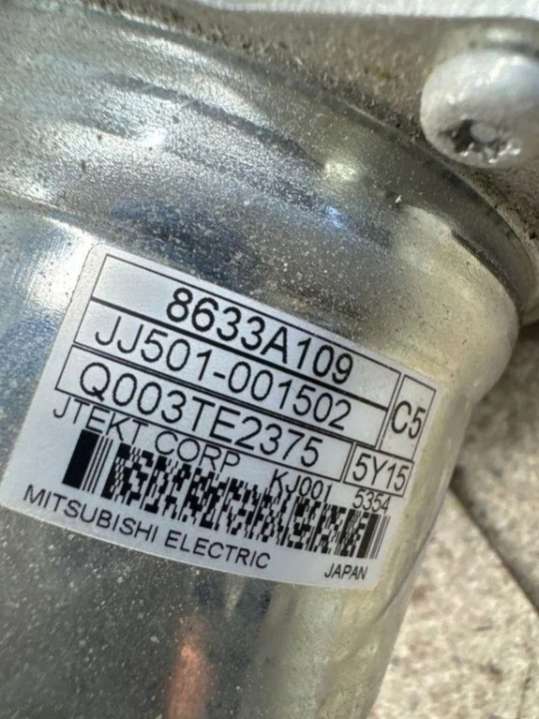 8633A109
JJ501-001502
C5
Q003TE2375
5Y15
JTEKT CORP
KJ001 5354
MITSUBISHI ELECTRIC
JAPAN